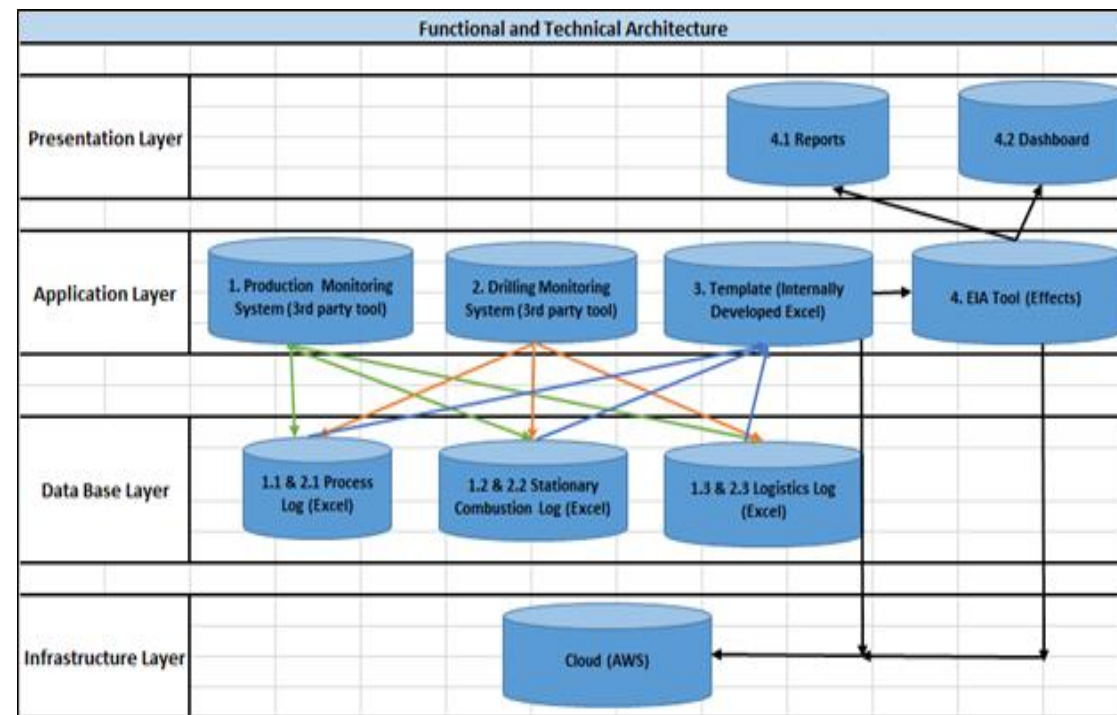 Functional and Technical Architecture
Presentation Layer
4.1 Reports
4.2 Dashboard
Application Layer
1. Production Monitoring
System (3rd party tool)
2. Drilling Monitoring
System (3rd party tool)
3. Template (Internally
Developed Excel)
4. EIA Tool (Effects)
Data Base Layer
1.1 & 2.1 Process
Log (Excel)
1.2 & 2.2 Stationary
Combustion Log (Excel)
1.3 & 2.3 Logistics Log
(Excel)
Infrastructure Layer
Cloud (AWS)